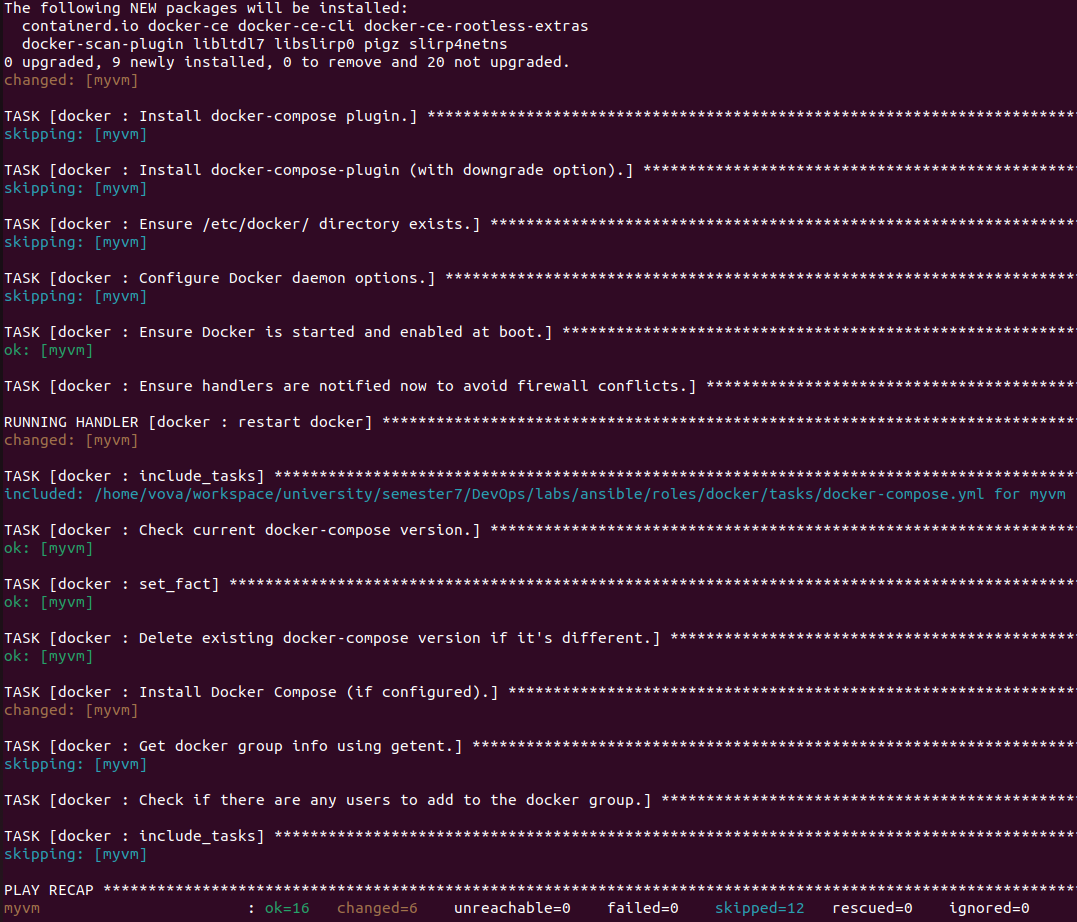 The following NEW packages will be installed:
  containerd.io docker-ce docker-ce-cli docker-ce-rootless-extras
  docker-scan-plugin libltdl7 libslirp0 pigz slirp4netns
0 upgraded, 9 newly installed, 0 to remove and 20 not upgraded.
changed: [myvm]
TASK [docker : Install docker-compose plugin.] ************************************************************************
skipping: [myvm]
TASK [docker : Install docker-compose-plugin (with downgrade option).] ************************************************
skipping: [myvm]
TASK [docker : Ensure /etc/docker/ directory exists.] *****************************************************************
skipping: [myvm]
TASK [docker : Configure Docker daemon options.] **********************************************************************
skipping: [myvm]
TASK [docker : Ensure Docker is started and enabled at boot.] *********************************************************
ok: [myvm]
TASK [docker : Ensure handlers are notified now to avoid firewall conflicts.] *****************************************
RUNNING HANDLER [docker : restart docker] *****************************************************************************
changed: [myvm]
TASK [docker : include_tasks] *****************************************************************************************
included: /home/vova/workspace/university/semester7/DevOps/labs/ansible/roles/docker/tasks/docker-compose.yml for myvm
TASK [docker : Check current docker-compose version.] *****************************************************************
ok: [myvm]
TASK [docker : set_fact] **********************************************************************************************
ok: [myvm]
TASK [docker : Delete existing docker-compose version if it's different.] *********************************************
ok: [myvm]
TASK [docker : Install Docker Compose (if configured).] ***************************************************************
changed: [myvm]
TASK [docker : Get docker group info using getent.] *******************************************************************
skipping: [myvm]
TASK [docker : Check if there are any users to add to the docker group.] **********************************************
TASK [docker : include_tasks] *****************************************************************************************
skipping: [myvm]
PLAY RECAP ************************************************************************************************************
myvm                       : ok=16   changed=6    unreachable=0    failed=0    skipped=12   rescued=0    ignored=0